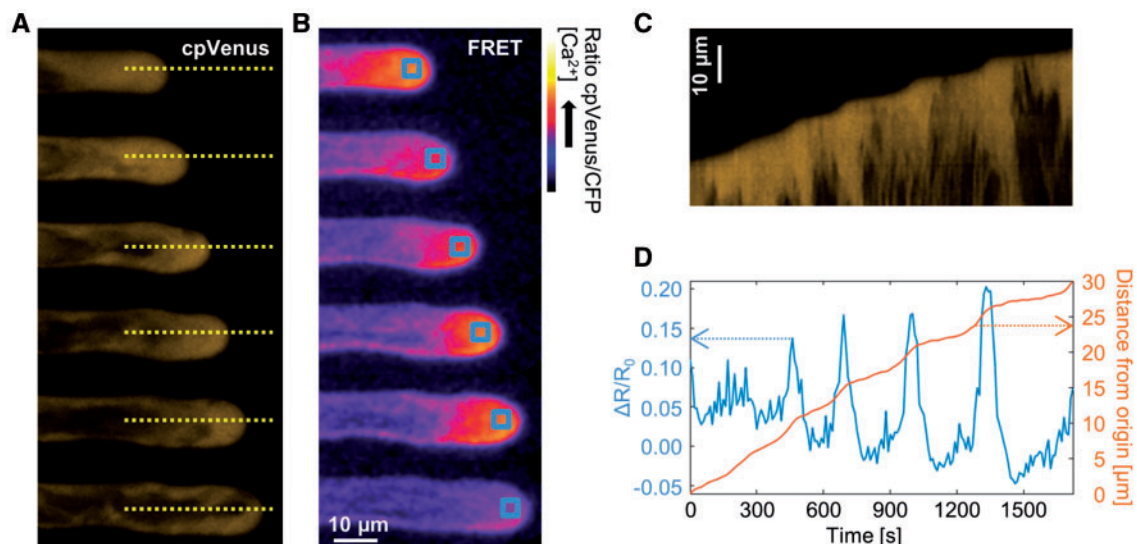 A
cpVenus
B
FRET
10 µm
Ratio cpVenus/CFP
[Ca²⁺]
C
10 µm
D
0.20
0.15
0.10
0.05
0.00
-0.05
ΔR/R₀
30
25
20
15
10
5
0
Distance from origin [µm]
0
300
600
900
1200
1500
Time [s]